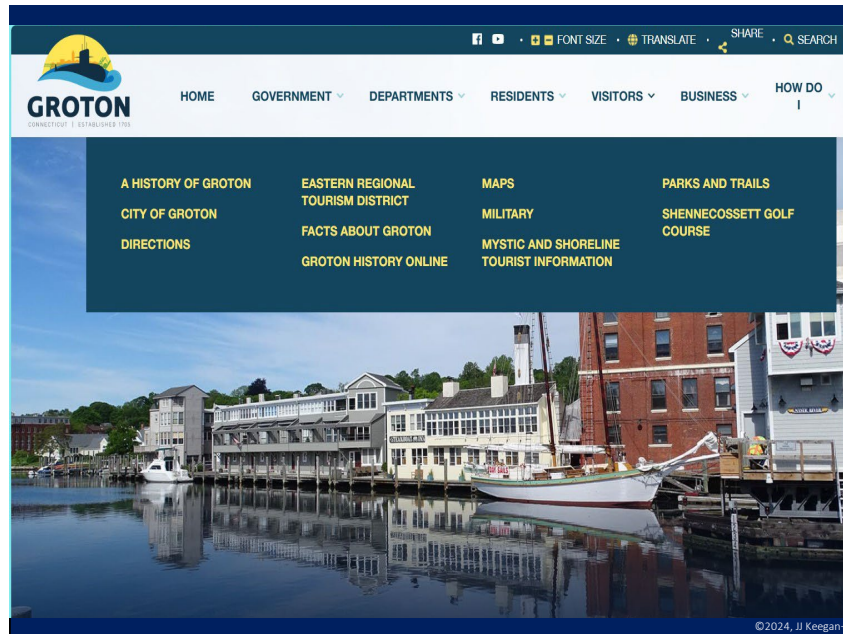 FONT SIZE
TRANSLATE
SHARE
SEARCH
GROTON
CONNECTICUT | ESTABLISHED 1705
HOME
GOVERNMENT
DEPARTMENTS
RESIDENTS
VISITORS
BUSINESS
HOW DO
I
A HISTORY OF GROTON
CITY OF GROTON
DIRECTIONS
EASTERN REGIONAL
TOURISM DISTRICT
FACTS ABOUT GROTON
GROTON HISTORY ONLINE
MAPS
MILITARY
MYSTIC AND SHORELINE
TOURIST INFORMATION
PARKS AND TRAILS
SHENNECOSSETT GOLF
COURSE
©2024, JJ Keegan+